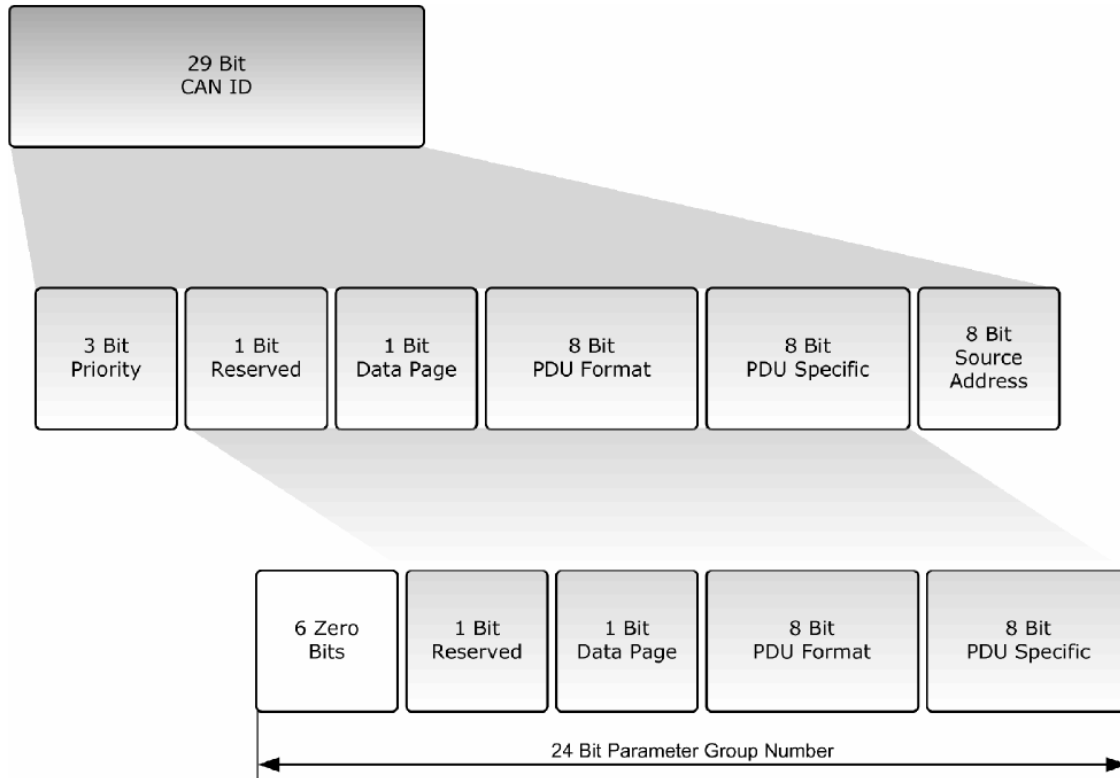 29 Bit
CAN ID
3 Bit
Priority
1 Bit
Reserved
1 Bit
Data Page
8 Bit
PDU Format
8 Bit
PDU Specific
8 Bit
Source
Address
6 Zero
Bits
1 Bit
Reserved
1 Bit
Data Page
8 Bit
PDU Format
8 Bit
PDU Specific
24 Bit Parameter Group Number